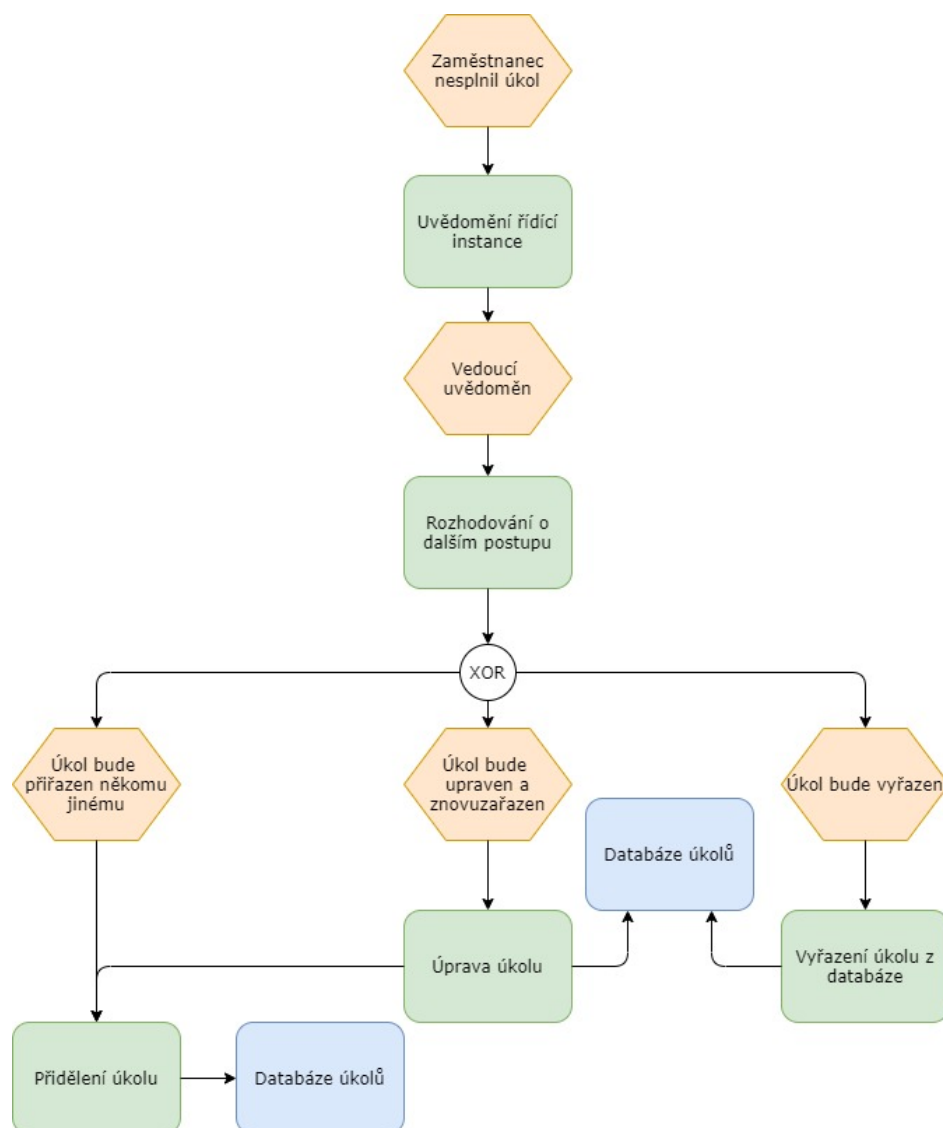 Zaměstnanec
nesplnil úkol
Uvědomění řídící
instance
Vedoucí
uvědoměn
Rozhodování o
dalším postupu
XOR
Úkol bude
přiřazen někomu
jinému
Úkol bude
upraven a
znovuzařazen
Úkol bude vyřazen
Databáze úkolů
Úprava úkolu
Vyřazení úkolu z
databáze
Přidělení úkolu
Databáze úkolů